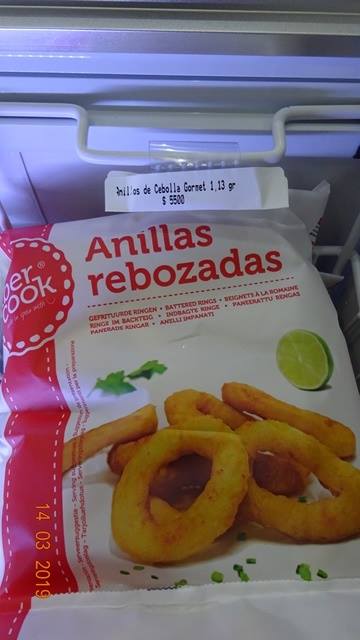 Anillos de Cebolla Gormet 1,13 gr
$ 5500
Anillas
rebozadas
GEFRITUURDE RINGEN • BATTERED RINGS • BEIGNETS À LA ROMAINE
RINGE IM BACKTEIG • INDBAGTE RINGE • PANEERATTU RENGAS
PANERADE RINGAR • ANELLI IMPANATI
cook
14 03 2019